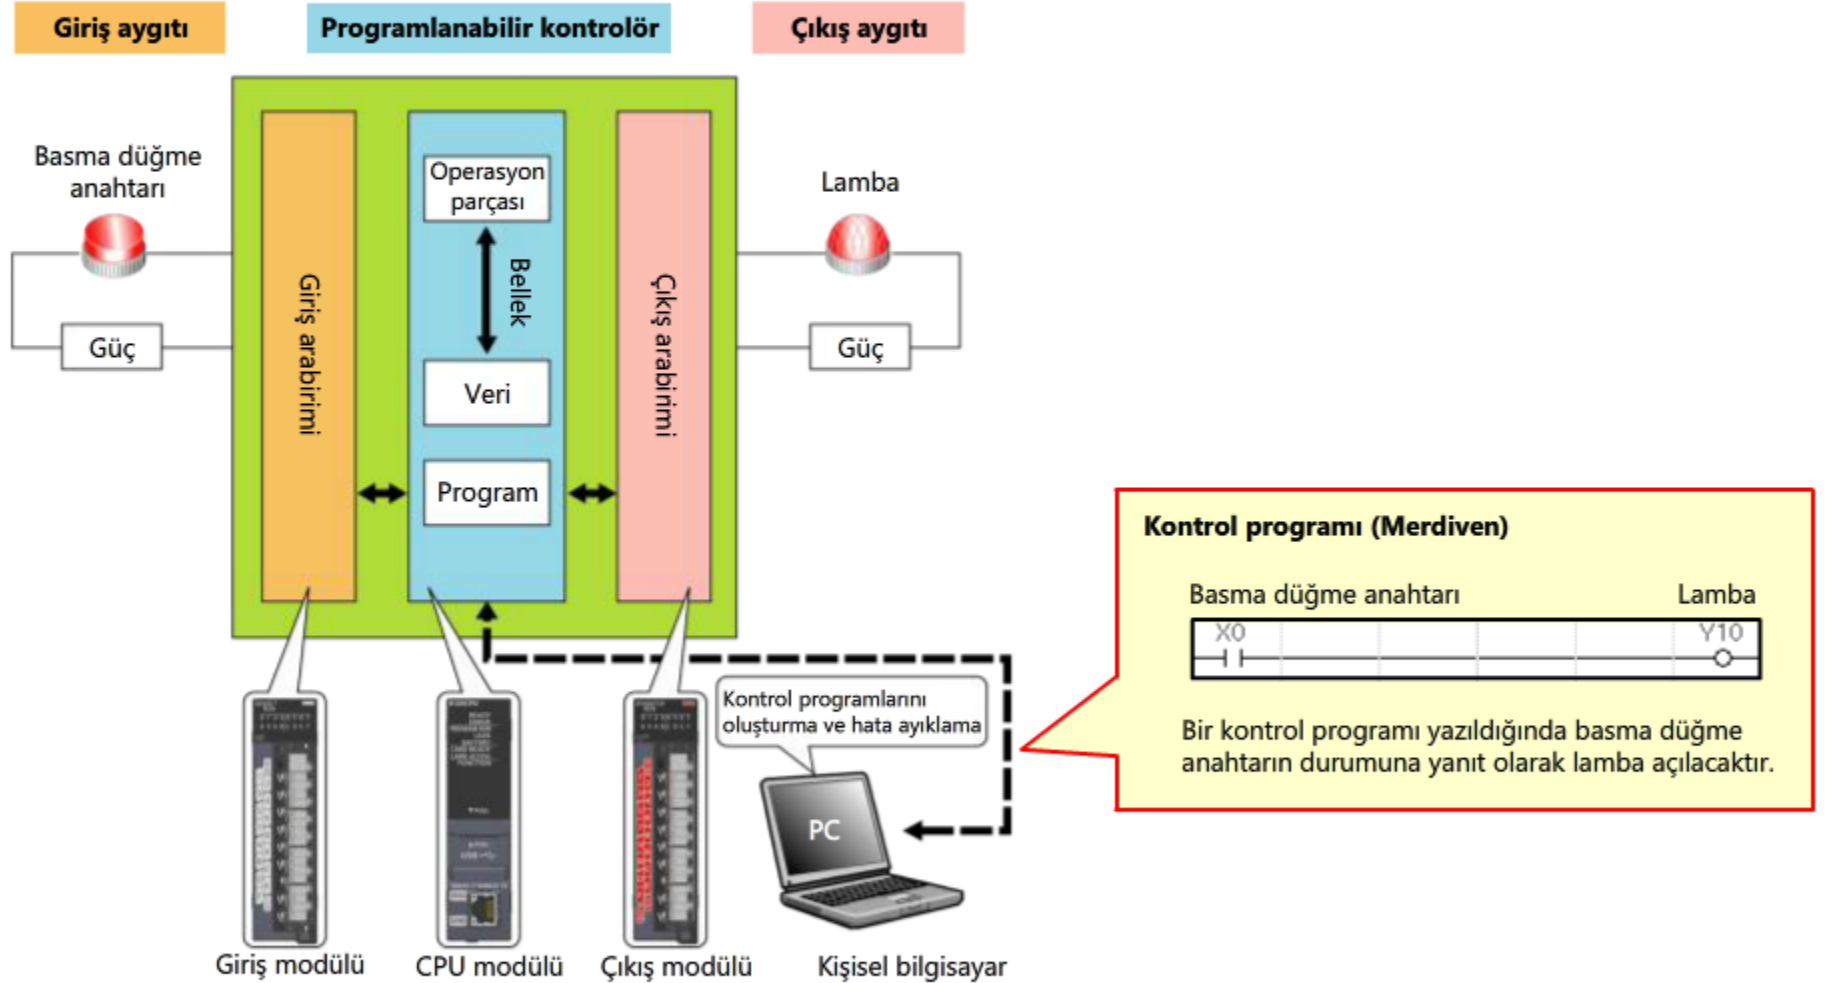 Giriş aygıtı
Programlanabilir kontrolör
Çıkış aygıtı
Basma düğme
anahtarı
Güç
Giriş arabirimi
Operasyon
parçası
Bellek
Veri
Program
Çıkış arabirimi
Lamba
Güç
Kontrol programlarını
oluşturma ve hata ayıklama
PC
Giriş modülü
CPU modülü
Çıkış modülü
Kişisel bilgisayar
Kontrol programı (Merdiven)
Basma düğme anahtarı
Lamba
X0
Y10
Bir kontrol programı yazıldığında basma düğme
anahtarın durumuna yanıt olarak lamba açılacaktır.